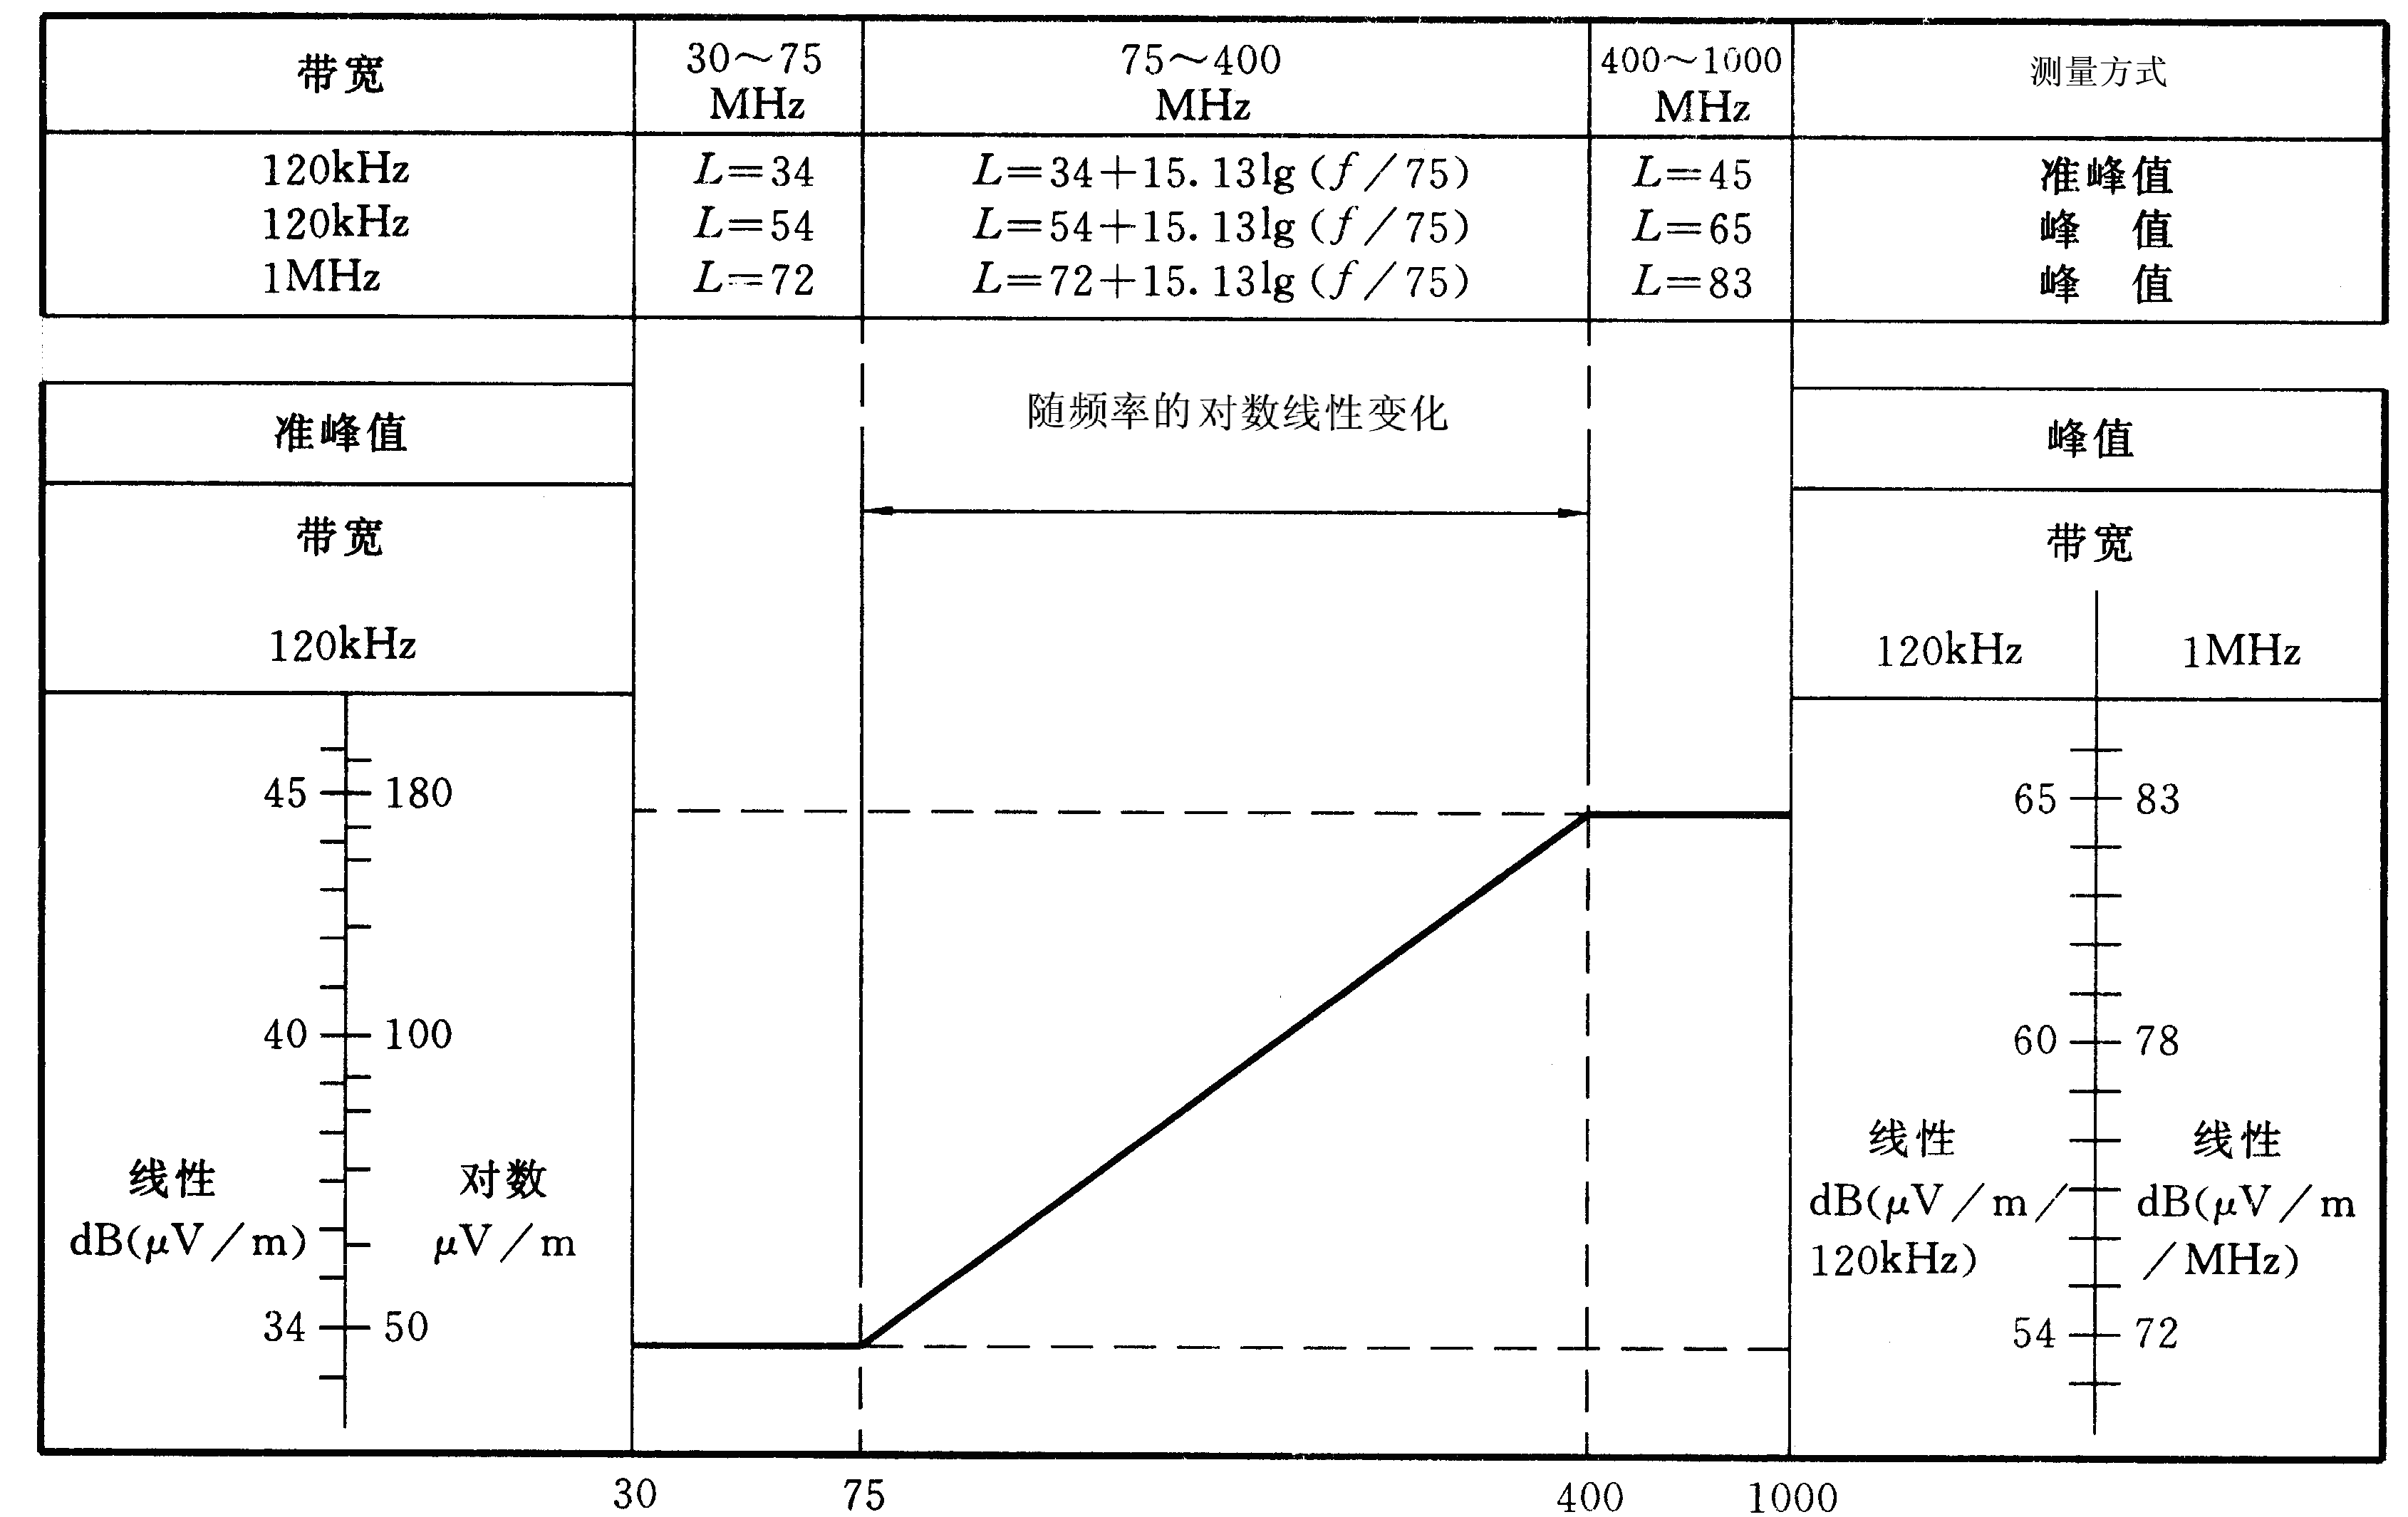 带宽 30～75 MHz 75～400 MHz 400～1000 MHz 测量方式
120kHz L=34 L=34+15.13lg(f/75) L=45 准峰值
120kHz L=54 L=54+15.13lg(f/75) L=65 峰 值
1MHz L=72 L=72+15.13lg(f/75) L=83 峰 值
随频率的对数线性变化
准峰值
带宽
120kHz
45 180
40 100
线性 对数
dB(μV/m) μV/m
34 50
峰值
带宽
120kHz 1MHz
65 83
60 78
线性 线性
dB(μV/m/ dB(μV/m
120kHz) /MHz)
54 72
30 75 400 1000